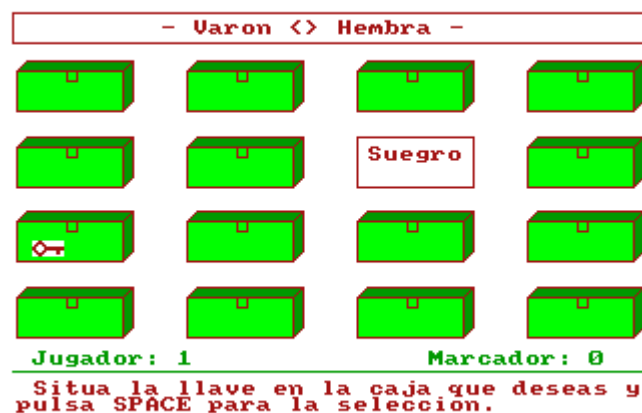 - Varon <> Hembra -
Suegro
Jugador: 1 Marcador: 0
Situa la llave en la caja que deseas y
pulsa SPACE para la seleccion.